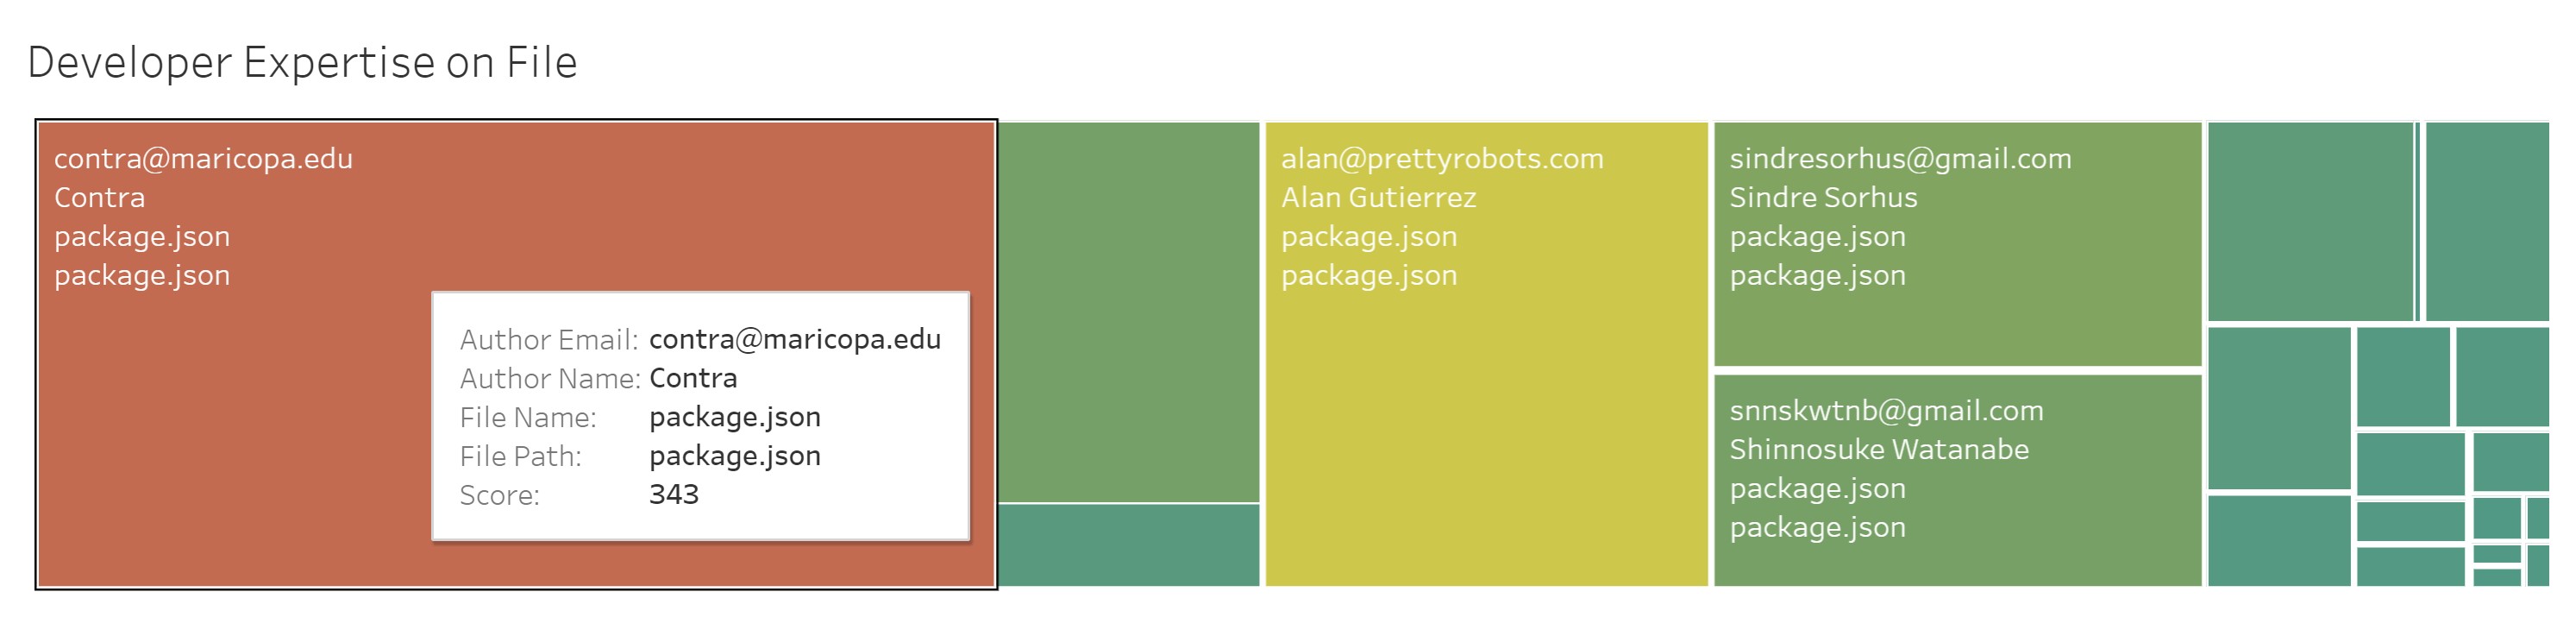 Developer Expertise on File
contra@maricopa.edu
Contra
package.json
package.json
Author Email: contra@maricopa.edu
Author Name: Contra
File Name: package.json
File Path: package.json
Score: 343
alan@prettyrobots.com
Alan Gutierrez
package.json
package.json
sindresorhus@gmail.com
Sindre Sorhus
package.json
package.json
snnskwtnb@gmail.com
Shinnosuke Watanabe
package.json
package.json